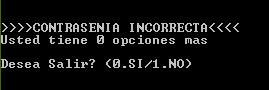 >>>>CONTRASENIA INCORRECTA<<<<
Usted tiene 0 opciones mas
Desea Salir? (0.SI/1.NO)